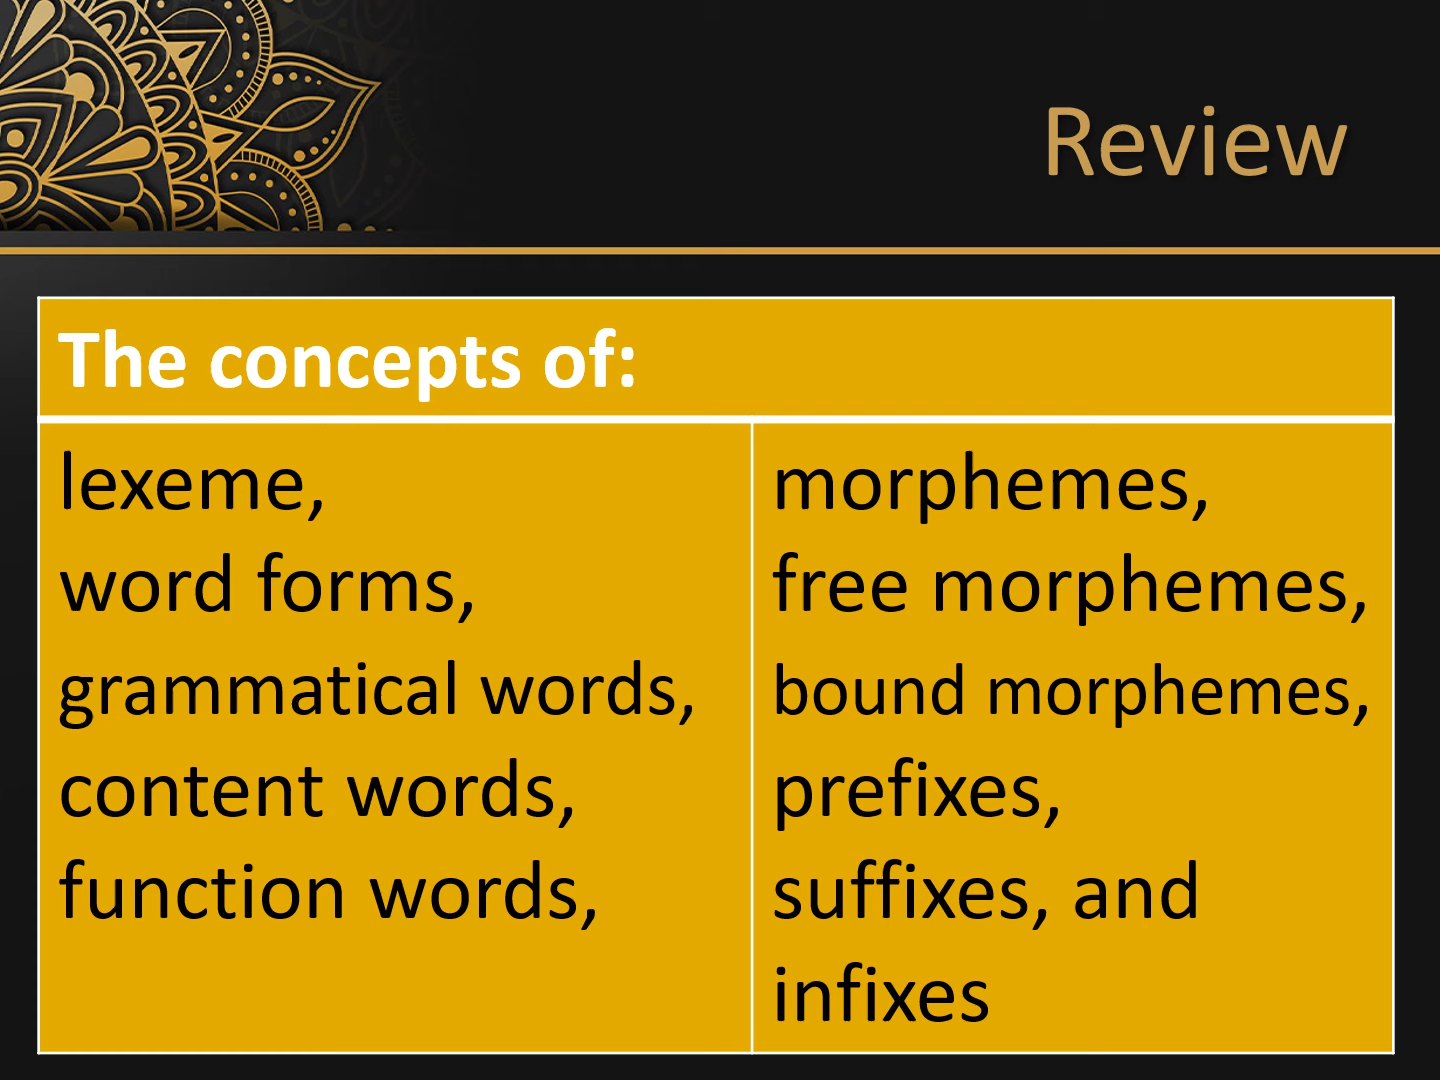 Review
The concepts of:
lexeme,
word forms,
grammatical words,
content words,
function words,
morphemes,
free morphemes,
bound morphemes,
prefixes,
suffixes, and
infixes